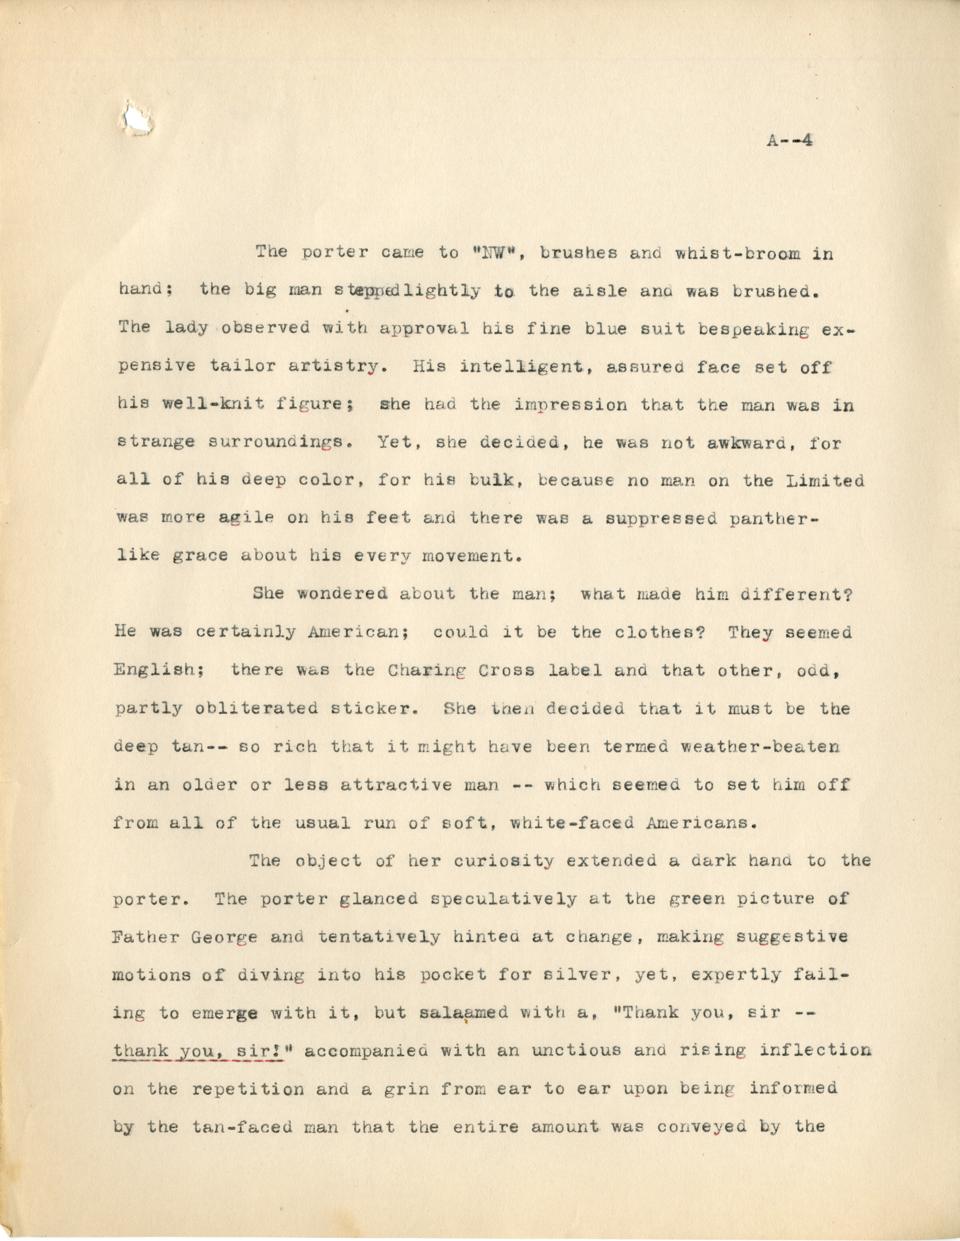 A--4
The porter came to "NW", brushes and whist-broom in
hand;  the big man stepped lightly to the aisle and was brushed.
The lady observed with approval his fine blue suit bespeaking ex-
pensive tailor artistry.  His intelligent, assured face set off
his well-knit figure;  she had the impression that the man was in
strange surroundings.  Yet, she decided, he was not awkward, for
all of his deep color, for his bulk, because no man on the Limited
was more agile on his feet and there was a suppressed panther-
like grace about his every movement.
She wondered about the man;  what made him different?
He was certainly American;  could it be the clothes?  They seemed
English;  there was the Charing Cross label and that other, odd,
partly obliterated sticker.  She then decided that it must be the
deep tan-- so rich that it might have been termed weather-beaten
in an older or less attractive man -- which seemed to set him off
from all of the usual run of soft, white-faced Americans.
The object of her curiosity extended a dark hand to the
porter.  The porter glanced speculatively at the green picture of
Father George and tentatively hinted at change, making suggestive
motions of diving into his pocket for silver, yet, expertly fail-
ing to emerge with it, but salaamed with a, "Thank you, sir --
thank you, sir!" accompanied with an unctious and rising inflection
on the repetition and a grin from ear to ear upon being informed
by the tan-faced man that the entire amount was conveyed by the